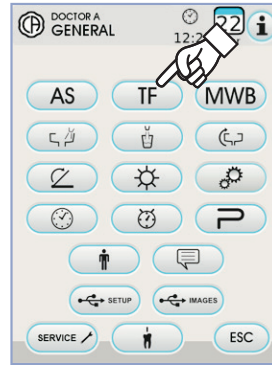 DOCTOR A
GENERAL
22
i
AS
TF
MWB
SETUP
IMAGES
SERVICE
ESC